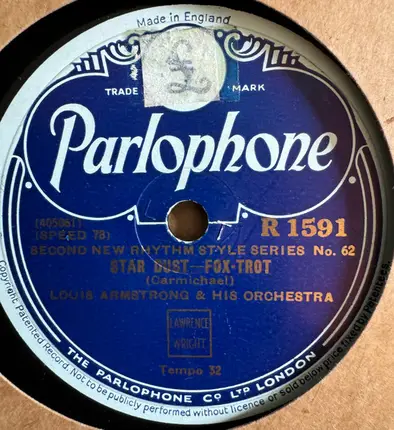 Made in England
TRADE MARK
£
Parlophone
(405061)
(SPEED 78)
R 1591
SECOND NEW RHYTHM STYLE SERIES No. 62
STAR DUST—FOX-TROT
(Carmichael)
LOUIS ARMSTRONG & HIS ORCHESTRA
LAWRENCE
WRIGHT
Tempo 32
THE PARLOPHONE CO LTD LONDON
Copyright Patented Record. Not to be publicly performed without licence or sold below price fixed by Patentees.